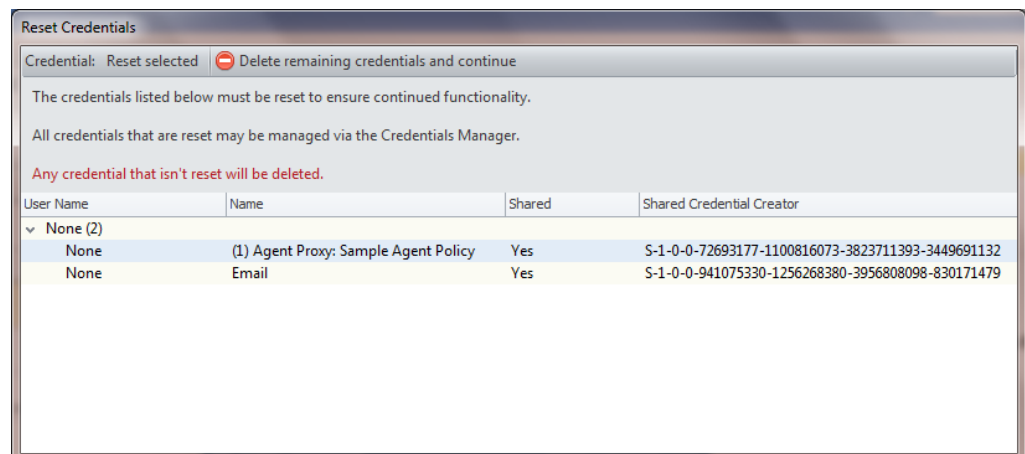 Reset Credentials
Credential: Reset selected Delete remaining credentials and continue
The credentials listed below must be reset to ensure continued functionality.
All credentials that are reset may be managed via the Credentials Manager.
Any credential that isn't reset will be deleted.
User Name Name Shared Shared Credential Creator
None (2)
None (1) Agent Proxy: Sample Agent Policy Yes S-1-0-0-72693177-1100816073-3823711393-3449691132
None Email Yes S-1-0-0-941075330-1256268380-3956808098-830171479